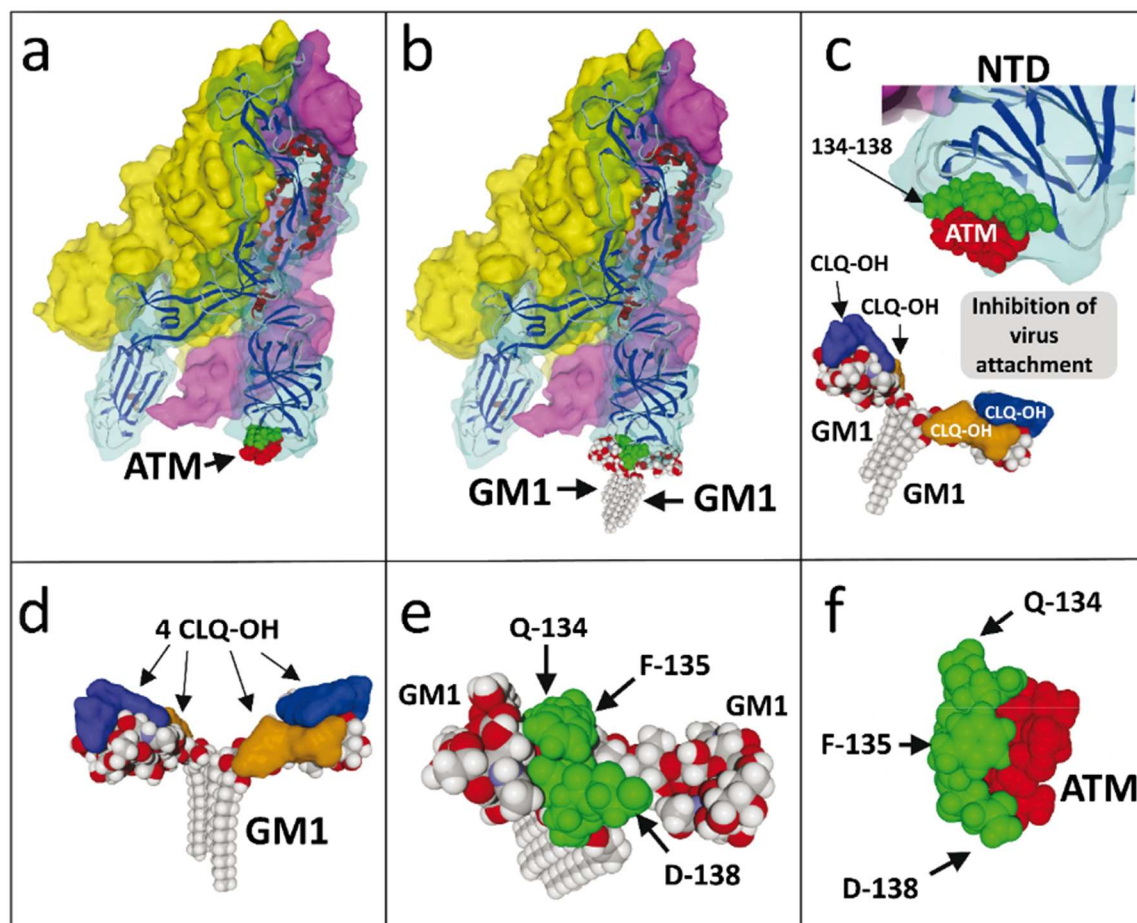 a
ATM
b
GM1
GM1
c
NTD
134-138
ATM
CLQ-OH
CLQ-OH
Inhibition of
virus
attachment
CLQ-OH
CLQ-OH
GM1
GM1
d
4 CLQ-OH
GM1
e
Q-134
F-135
GM1
GM1
D-138
f
Q-134
F-135
ATM
D-138